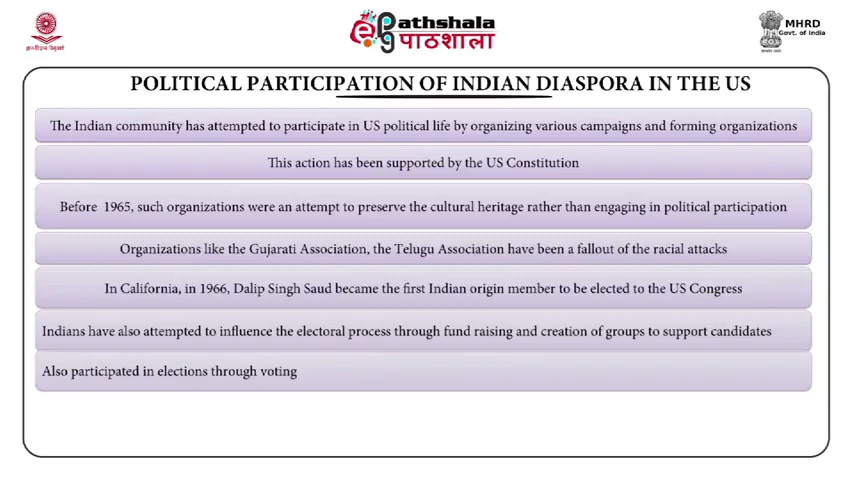 Pathshala
पाठशाला
MHRD
Govt. of India
POLITICAL PARTICIPATION OF INDIAN DIASPORA IN THE US
The Indian community has attempted to participate in US political life by organizing various campaigns and forming organizations
This action has been supported by the US Constitution
Before 1965, such organizations were an attempt to preserve the cultural heritage rather than engaging in political participation
Organizations like the Gujarati Association, the Telugu Association have been a fallout of the racial attacks
In California, in 1966, Dalip Singh Saud became the first Indian origin member to be elected to the US Congress
Indians have also attempted to influence the electoral process through fund raising and creation of groups to support candidates
Also participated in elections through voting